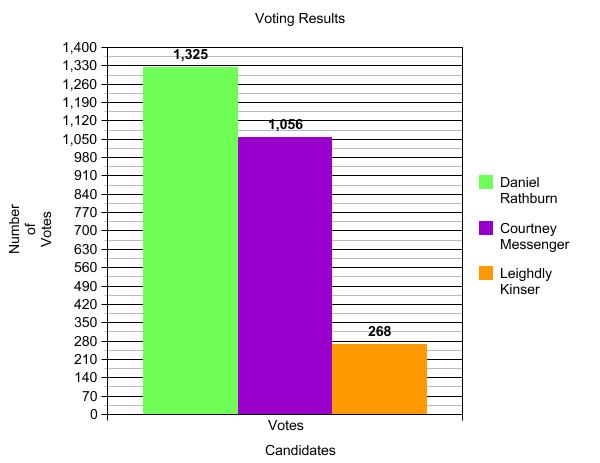 Voting Results
1,400
1,330
1,260
1,190
1,120
1,050
980
910
840
770
700
630
560
490
420
350
280
210
140
70
0
Number
of
Votes
1,325
1,056
268
Votes
Candidates
Daniel
Rathburn
Courtney
Messenger
Leighdly
Kinser